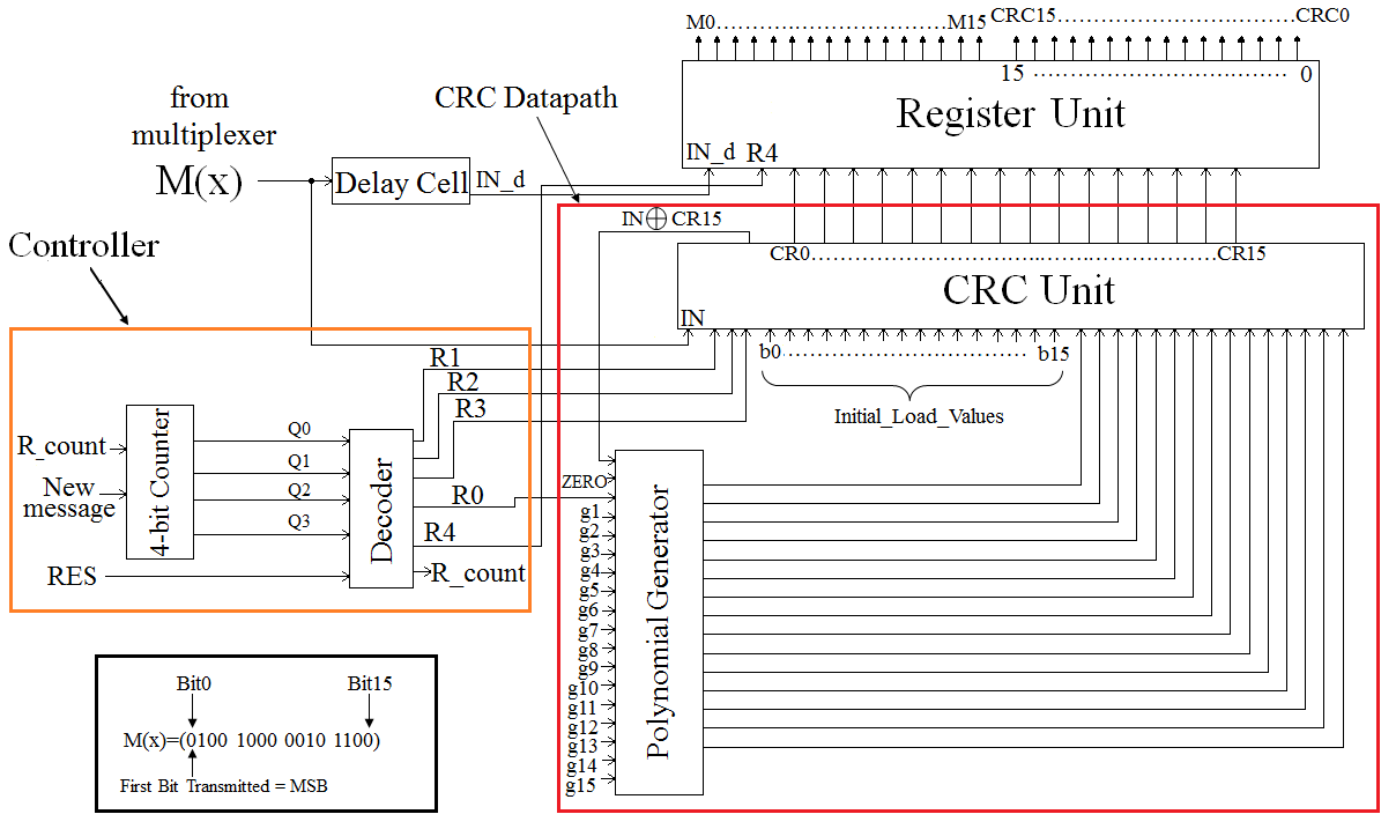 M0..............................M15 CRC15..............................CRC0
15 .............................. 0
Register Unit
IN_d R4
from
multiplexer
M(x)
Delay Cell
IN_d
CRC Datapath
IN⊕CR15
CR0..............................CR15
CRC Unit
IN
b0..............................b15
Initial_Load_Values
Controller
R1
R2
R3
R_count
New
message
4-bit Counter
Q0
Q1
Q2
Q3
RES
Decoder
R0
R4
R_count
ZERO
g1
g2
g3
g4
g5
g6
g7
g8
g9
g10
g11
g12
g13
g14
g15
Polynomial Generator
Bit0 Bit15
M(x)=(0100 1000 0010 1100)
First Bit Transmitted = MSB